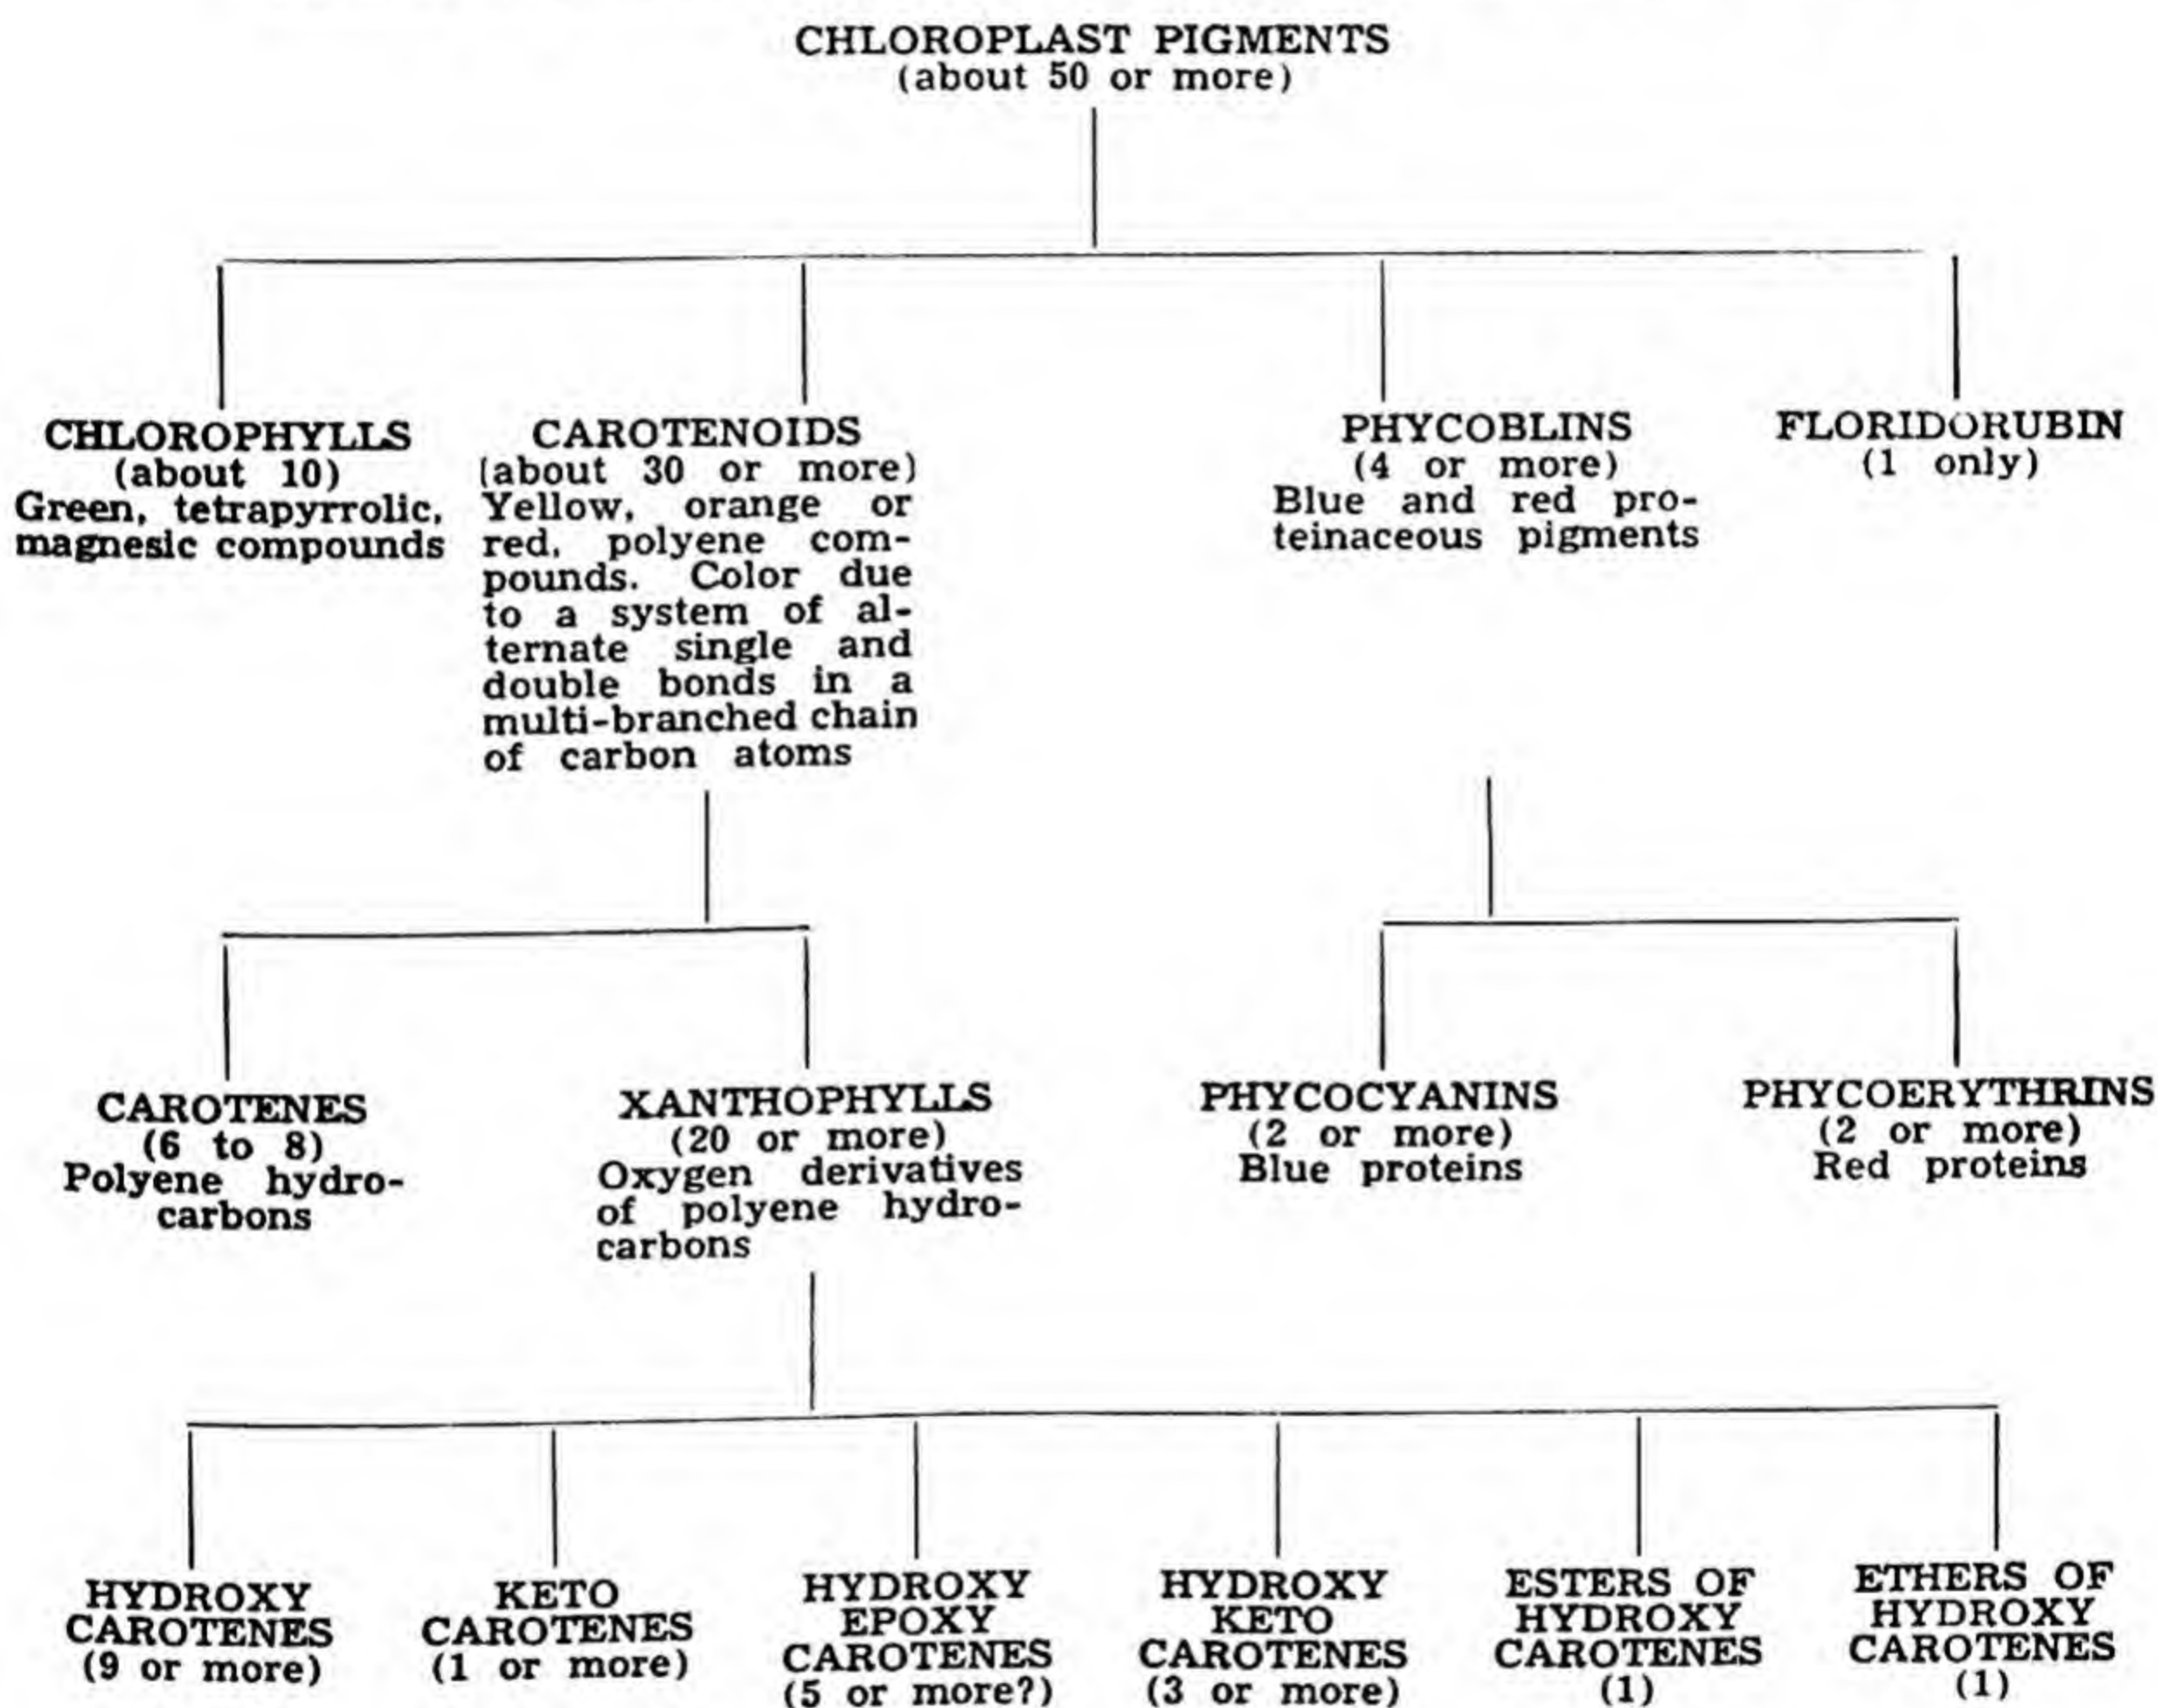 CHLOROPLAST PIGMENTS
(about 50 or more)
CHLOROPHYLLS
(about 10)
Green, tetrapyrrolic,
magnesic compounds
CAROTENOIDS
(about 30 or more)
Yellow, orange or
red, polyene com-
pounds. Color due
to a system of al-
ternate single and
double bonds in a
multi-branched chain
of carbon atoms
PHYCOBLINS
(4 or more)
Blue and red pro-
teinaceous pigments
FLORIDORUBIN
(1 only)
CAROTENES
(6 to 8)
Polyene hydro-
carbons
XANTHOPHYLLS
(20 or more)
Oxygen derivatives
of polyene hydro-
carbons
PHYCOCYANINS
(2 or more)
Blue proteins
PHYCOERYTHRINS
(2 or more)
Red proteins
HYDROXY
CAROTENES
(9 or more)
KETO
CAROTENES
(1 or more)
HYDROXY
EPOXY
CAROTENES
(5 or more?)
HYDROXY
KETO
CAROTENES
(3 or more)
ESTERS OF
HYDROXY
CAROTENES
(1)
ETHERS OF
HYDROXY
CAROTENES
(1)